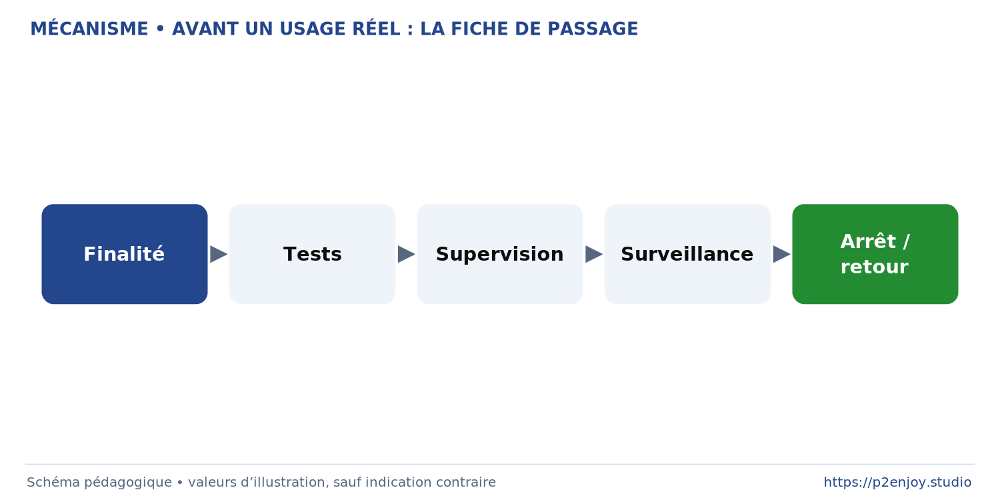 MÉCANISME • AVANT UN USAGE RÉEL : LA FICHE DE PASSAGE
Finalité
Tests
Supervision
Surveillance
Arrêt /
retour
Schéma pédagogique • valeurs d’illustration, sauf indication contraire
https://p2enjoy.studio